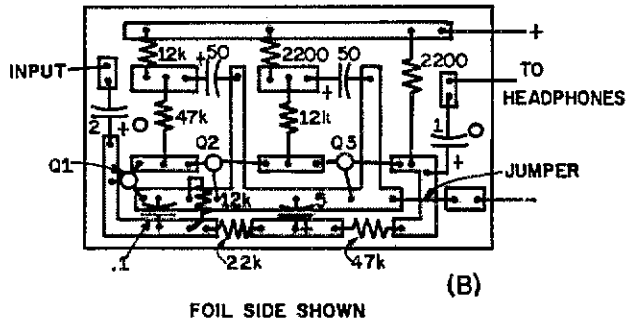 12k
50
2200
50
2200
+
INPUT
+
+
TO HEADPHONES
2
+
47k
12k
1
+
Q1
Q2
Q3
JUMPER
12k
+
-
.1
22k
47k
(B)
FOIL SIDE SHOWN